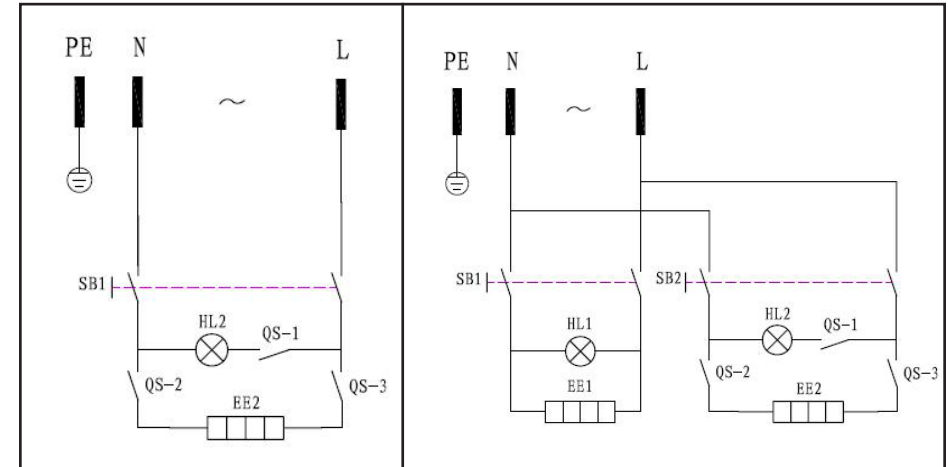 PE N L
SB1
HL2
QS-1
QS-2
QS-3
EE2
PE N L
SB1
SB2
HL1
HL2
QS-1
EE1
QS-2
QS-3
EE2